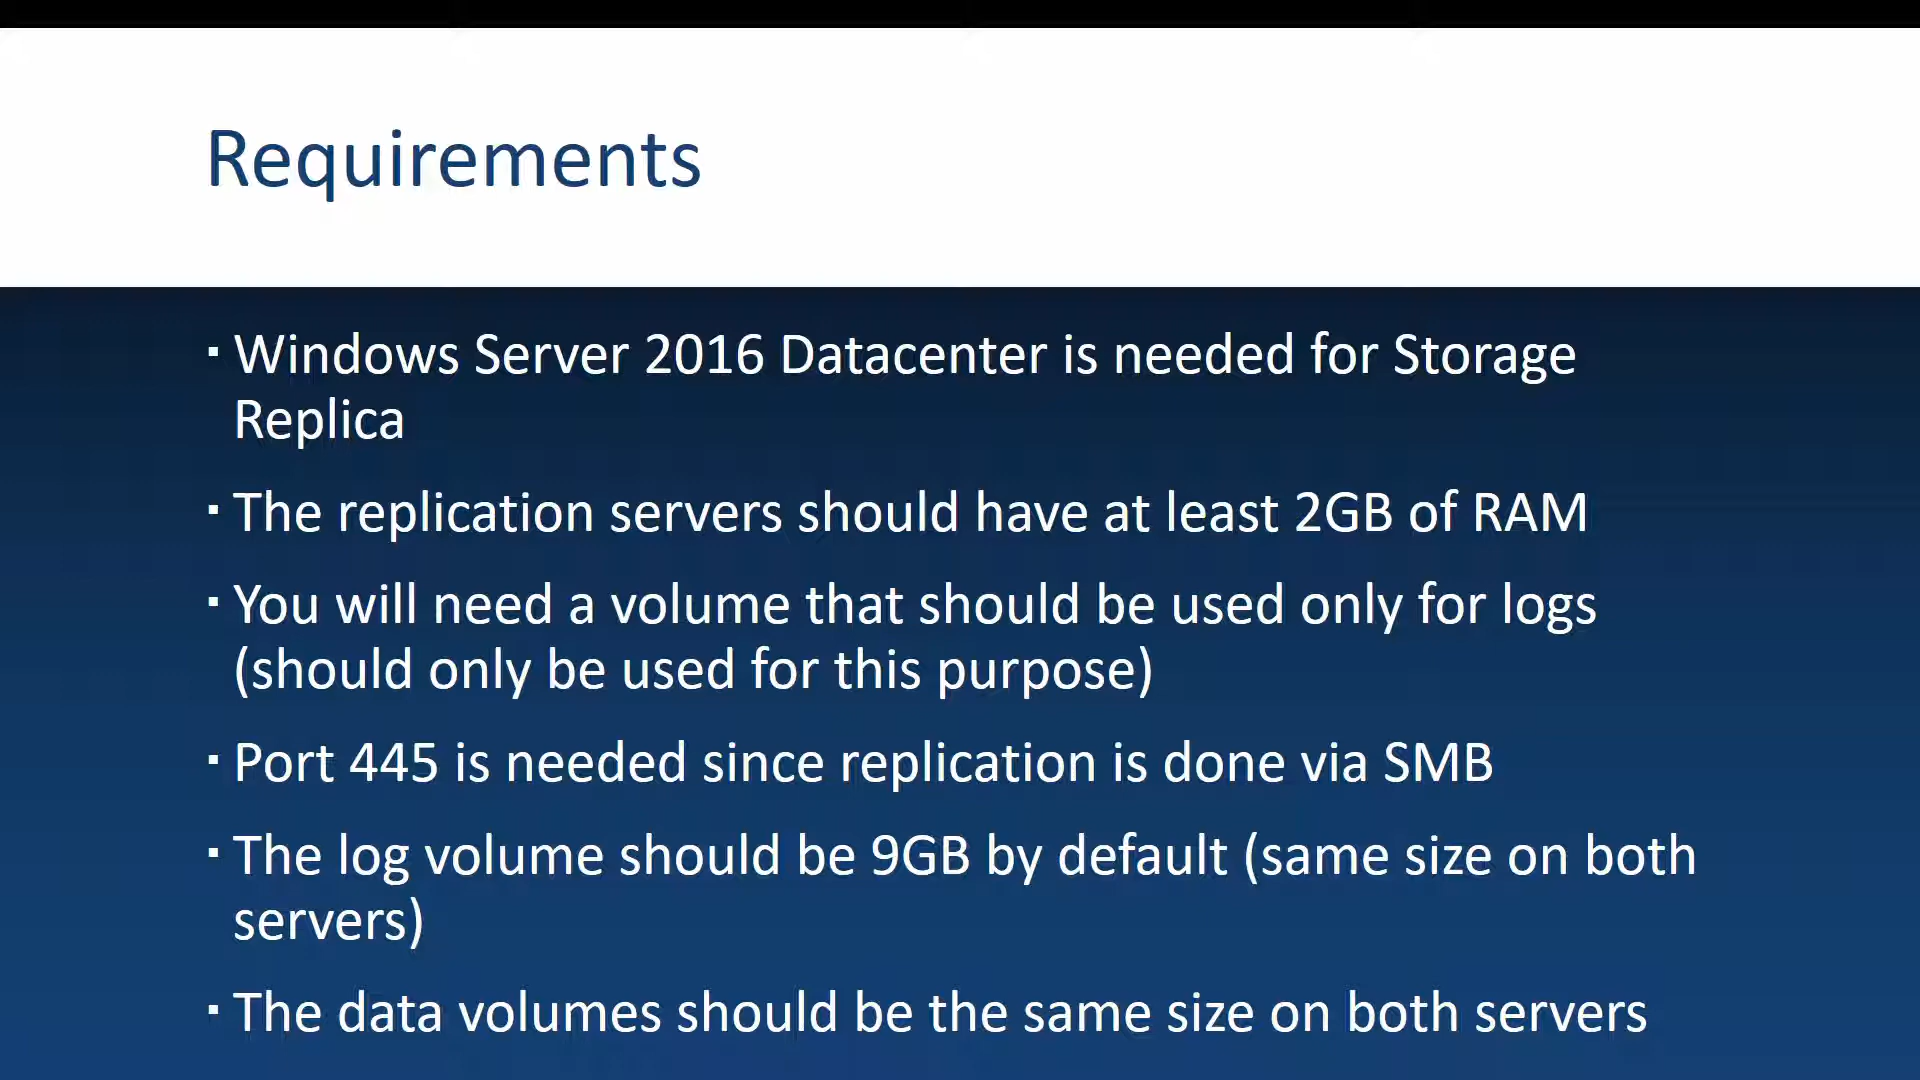 Requirements
▪ Windows Server 2016 Datacenter is needed for Storage
Replica
▪ The replication servers should have at least 2GB of RAM
▪ You will need a volume that should be used only for logs
(should only be used for this purpose)
▪ Port 445 is needed since replication is done via SMB
▪ The log volume should be 9GB by default (same size on both
servers)
▪ The data volumes should be the same size on both servers